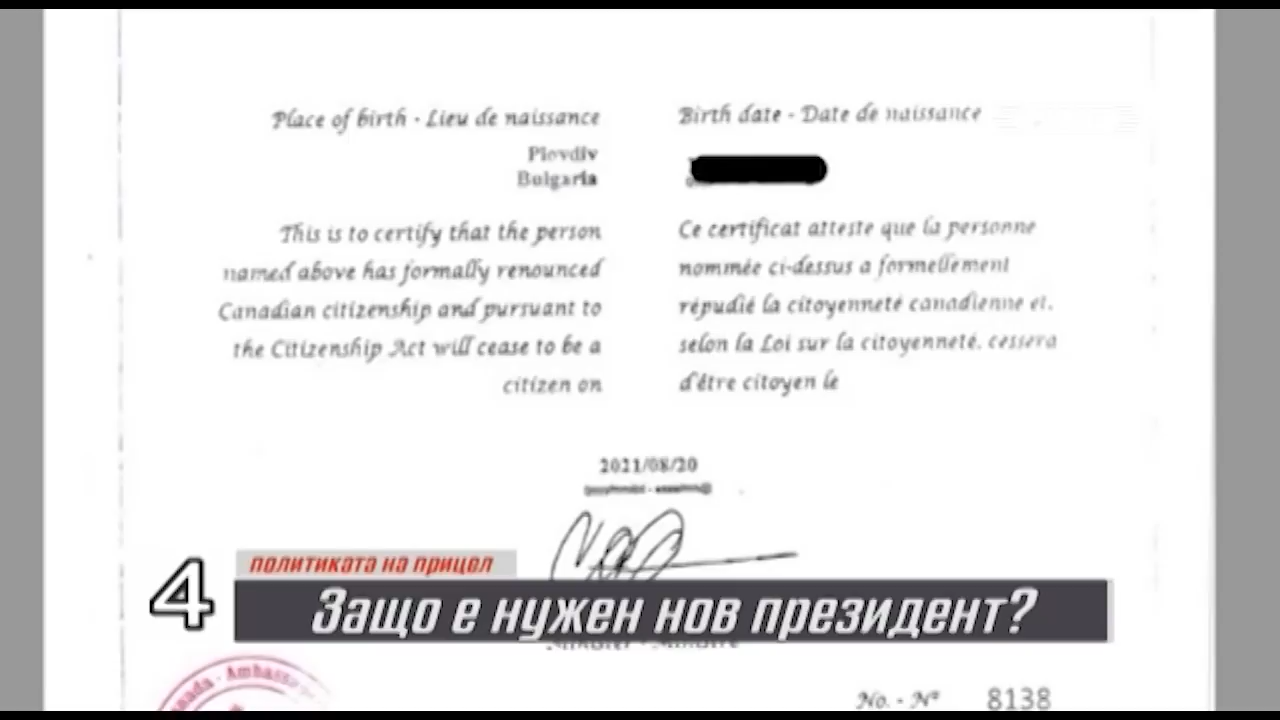 Place of birth - Lieu de naissance
Plovdiv
Bulgaria
This is to certify that the person
named above has formally renounced
Canadian citizenship and pursuant to
the Citizenship Act will cease to be a
citizen on
Birth date - Date de naissance
Ce certificat atteste que la personne
nommée ci-dessus a formellement
répudié la citoyenneté canadienne et,
selon la Loi sur la citoyenneté, cessera
d'être citoyen le
2021/08/20
4
политиката на прицел
Защо е нужен нов президент?
No. - Nº 8138